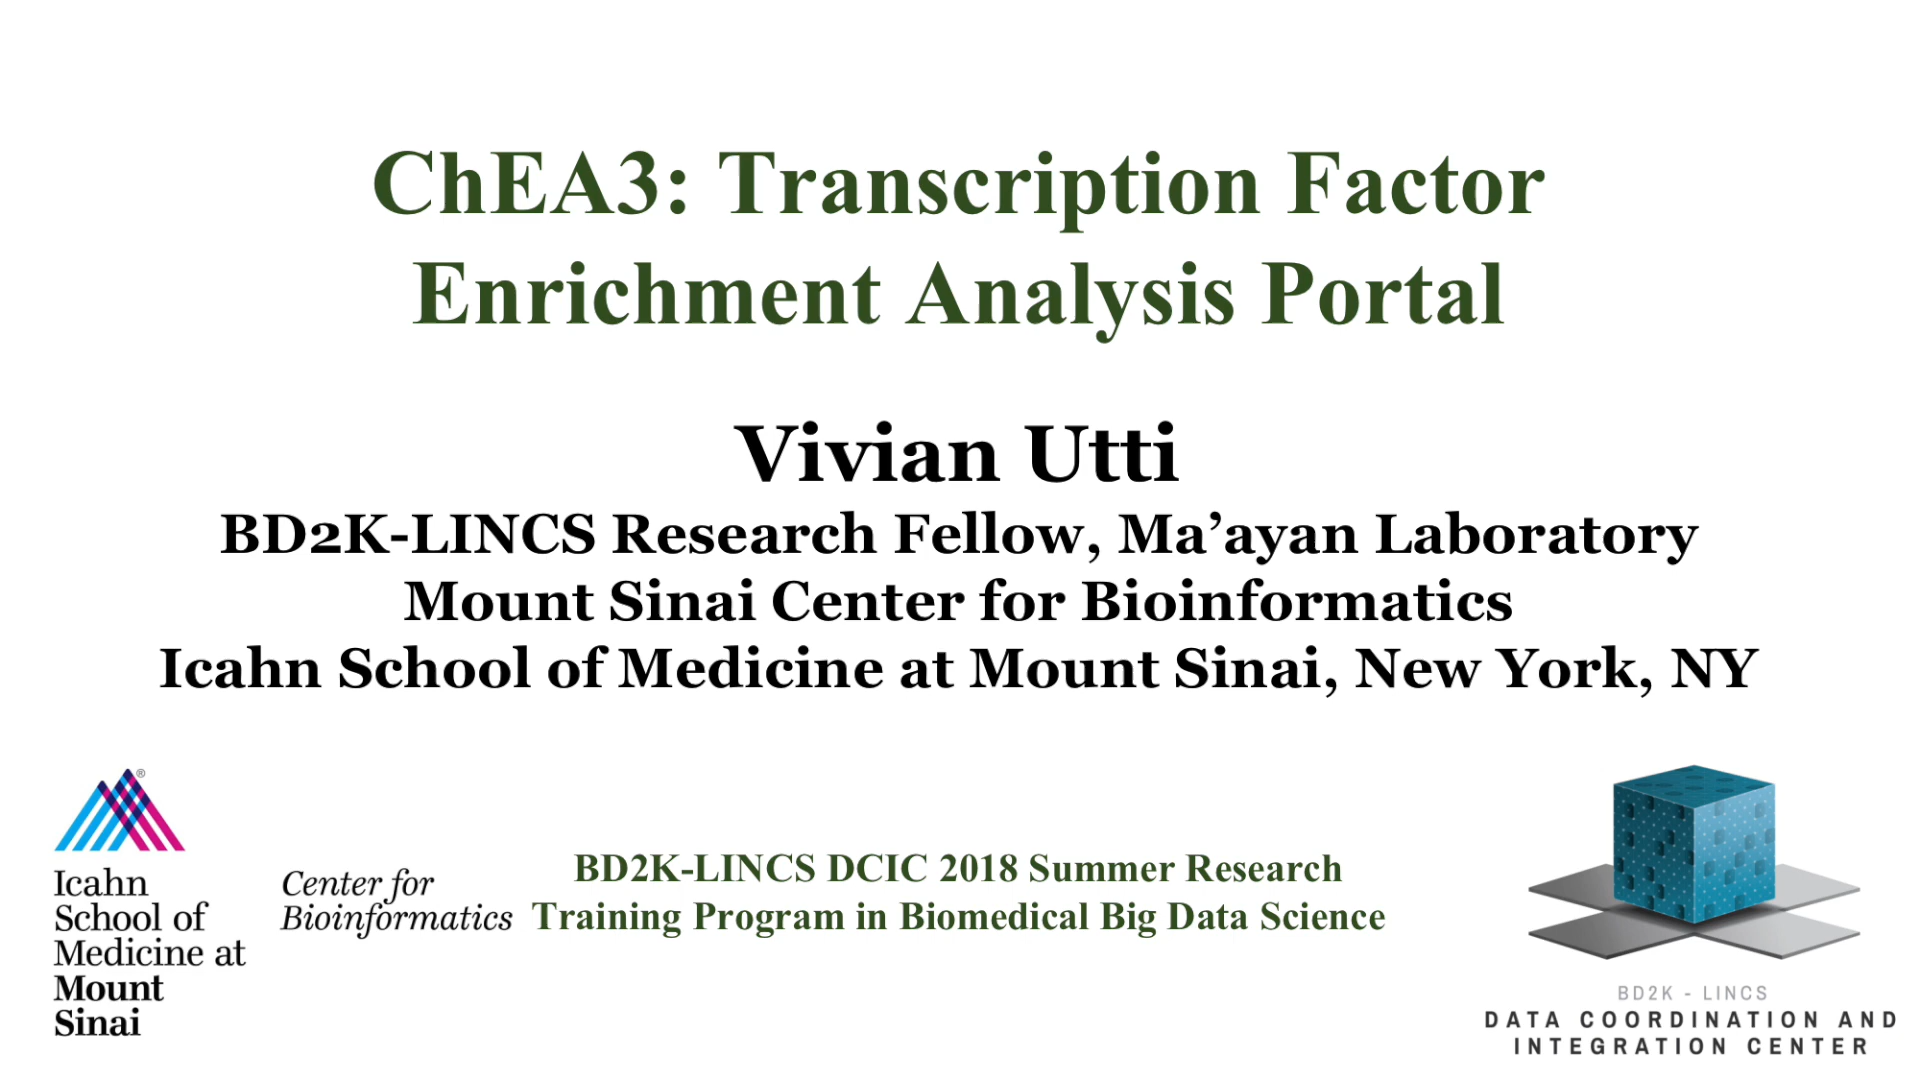 ChEA3: Transcription Factor
Enrichment Analysis Portal
Vivian Utti
BD2K-LINCS Research Fellow, Ma’ayan Laboratory
Mount Sinai Center for Bioinformatics
Icahn School of Medicine at Mount Sinai, New York, NY
®
Icahn
School of
Medicine at
Mount
Sinai
Center for
Bioinformatics
BD2K-LINCS DCIC 2018 Summer Research
Training Program in Biomedical Big Data Science
BD2K - LINCS
DATA COORDINATION AND
INTEGRATION CENTER